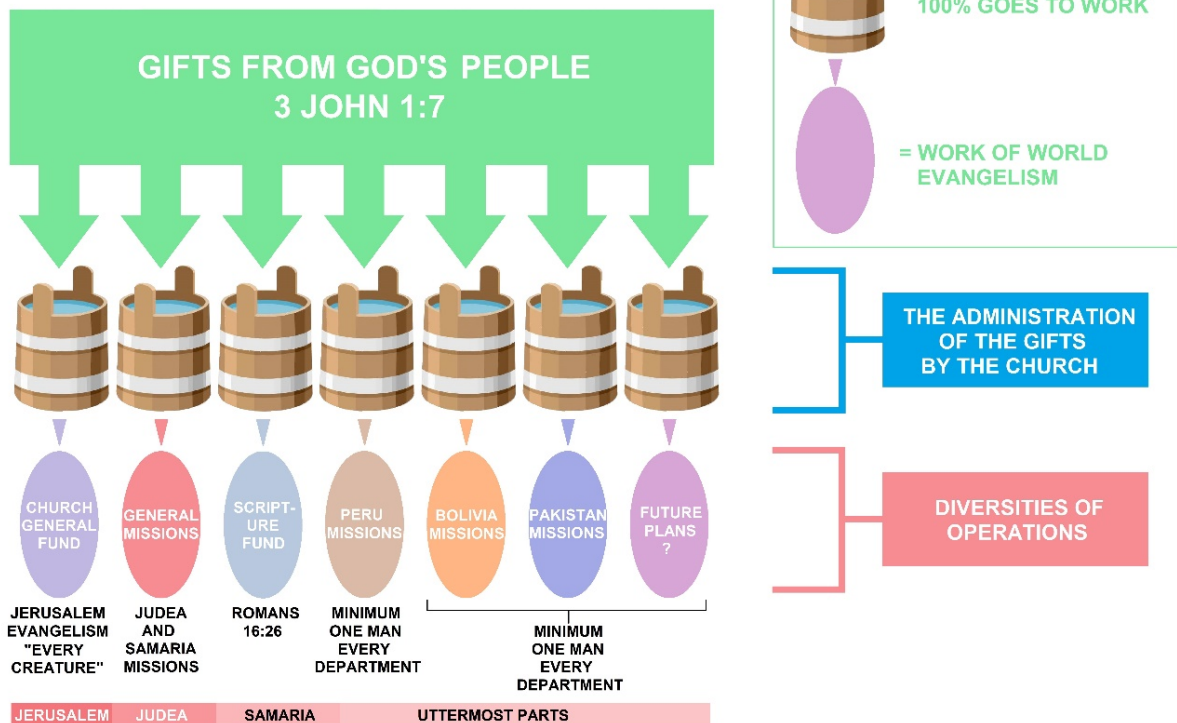 100% GOES TO WORK
GIFTS FROM GOD'S PEOPLE
3 JOHN 1:7
= WORK OF WORLD
EVANGELISM
THE ADMINISTRATION
OF THE GIFTS
BY THE CHURCH
CHURCH
GENERAL
FUND
GENERAL
MISSIONS
SCRIPT-
URE
FUND
PERU
MISSIONS
BOLIVIA
MISSIONS
PAKISTAN
MISSIONS
FUTURE
PLANS
?
DIVERSITIES OF
OPERATIONS
JERUSALEM
EVANGELISM
"EVERY
CREATURE"
JUDEA
AND
SAMARIA
MISSIONS
ROMANS
16:26
MINIMUM
ONE MAN
EVERY
DEPARTMENT
MINIMUM
ONE MAN
EVERY
DEPARTMENT
JERUSALEM JUDEA SAMARIA UTTERMOST PARTS